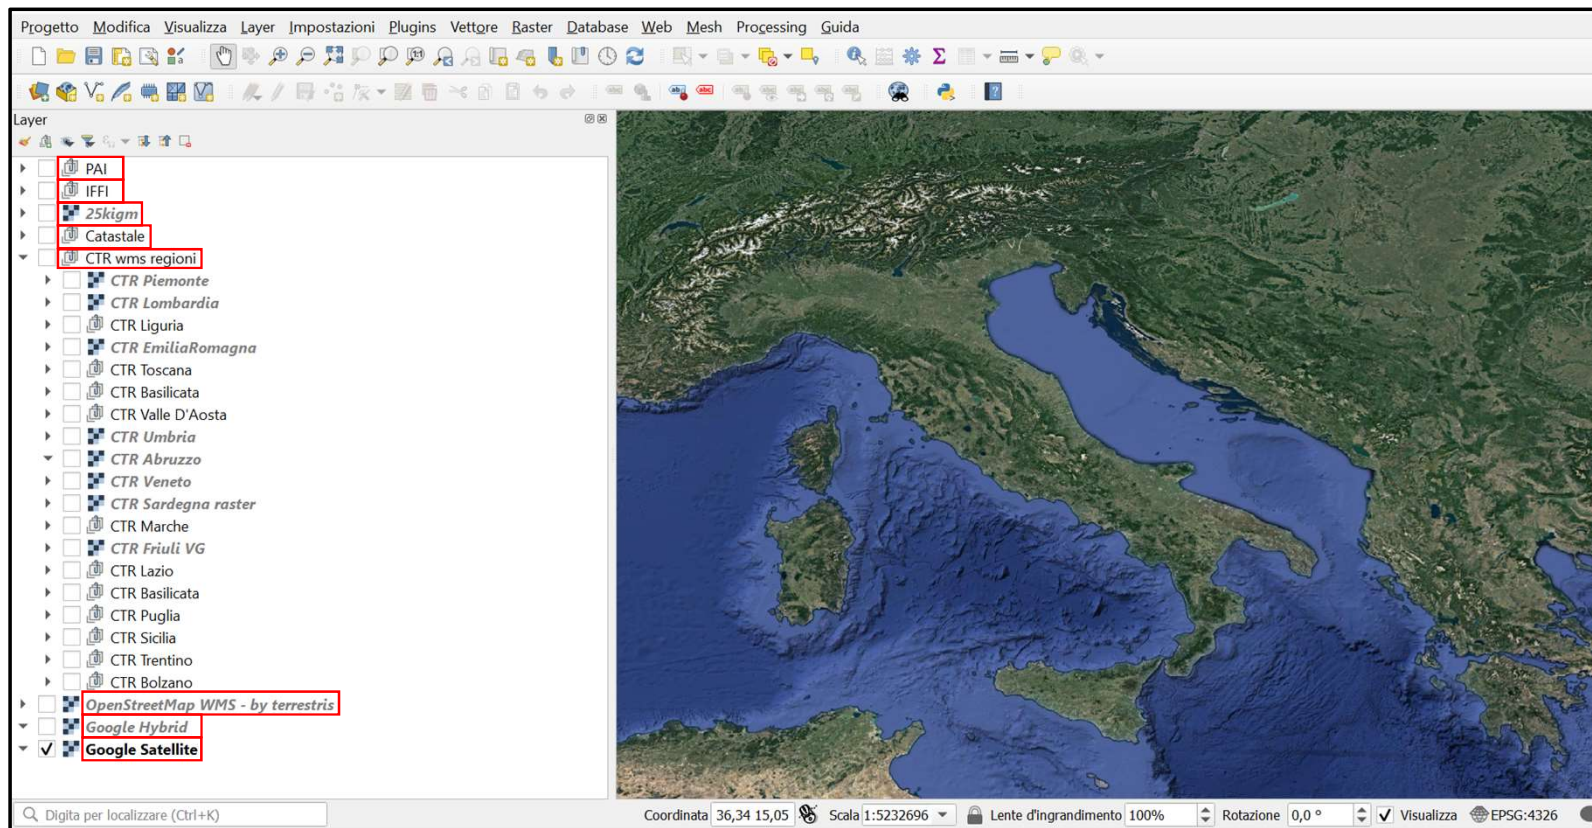 Progetto Modifica Visualizza Layer Impostazioni Plugins Vettore Raster Database Web Mesh Processing Guida
Layer
PAI
IFFI
25kigm
Catastale
CTR wms regioni
CTR Piemonte
CTR Lombardia
CTR Liguria
CTR EmiliaRomagna
CTR Toscana
CTR Basilicata
CTR Valle D'Aosta
CTR Umbria
CTR Abruzzo
CTR Veneto
CTR Sardegna raster
CTR Marche
CTR Friuli VG
CTR Lazio
CTR Basilicata
CTR Puglia
CTR Sicilia
CTR Trentino
CTR Bolzano
OpenStreetMap WMS - by terrestris
Google Hybrid
Google Satellite
Digita per localizzare (Ctrl+K) Coordinata 36,34 15,05 Scala 1:5232696 Lente d'ingrandimento 100% Rotazione 0,0 ° Visualizza EPSG:4326